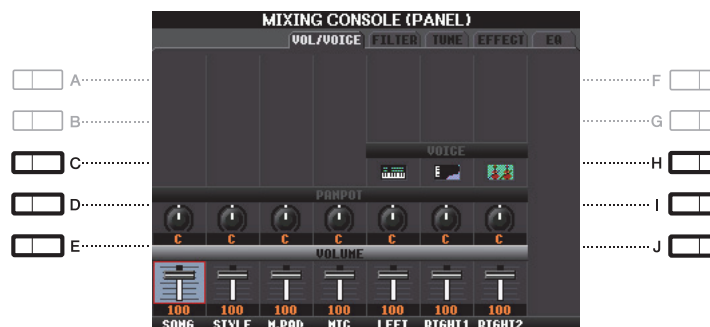 MIXING CONSOLE (PANEL)
VOL/VOICE FILTER TUNE EFFECT EQ
A F
B G
VOICE
C H
PANPOT
D I
C C C C C C C
VOLUME
E J
100 100 100 100 100 100 100
SONG STYLE M.PAD MIC LEFT RIGHT1 RIGHT2